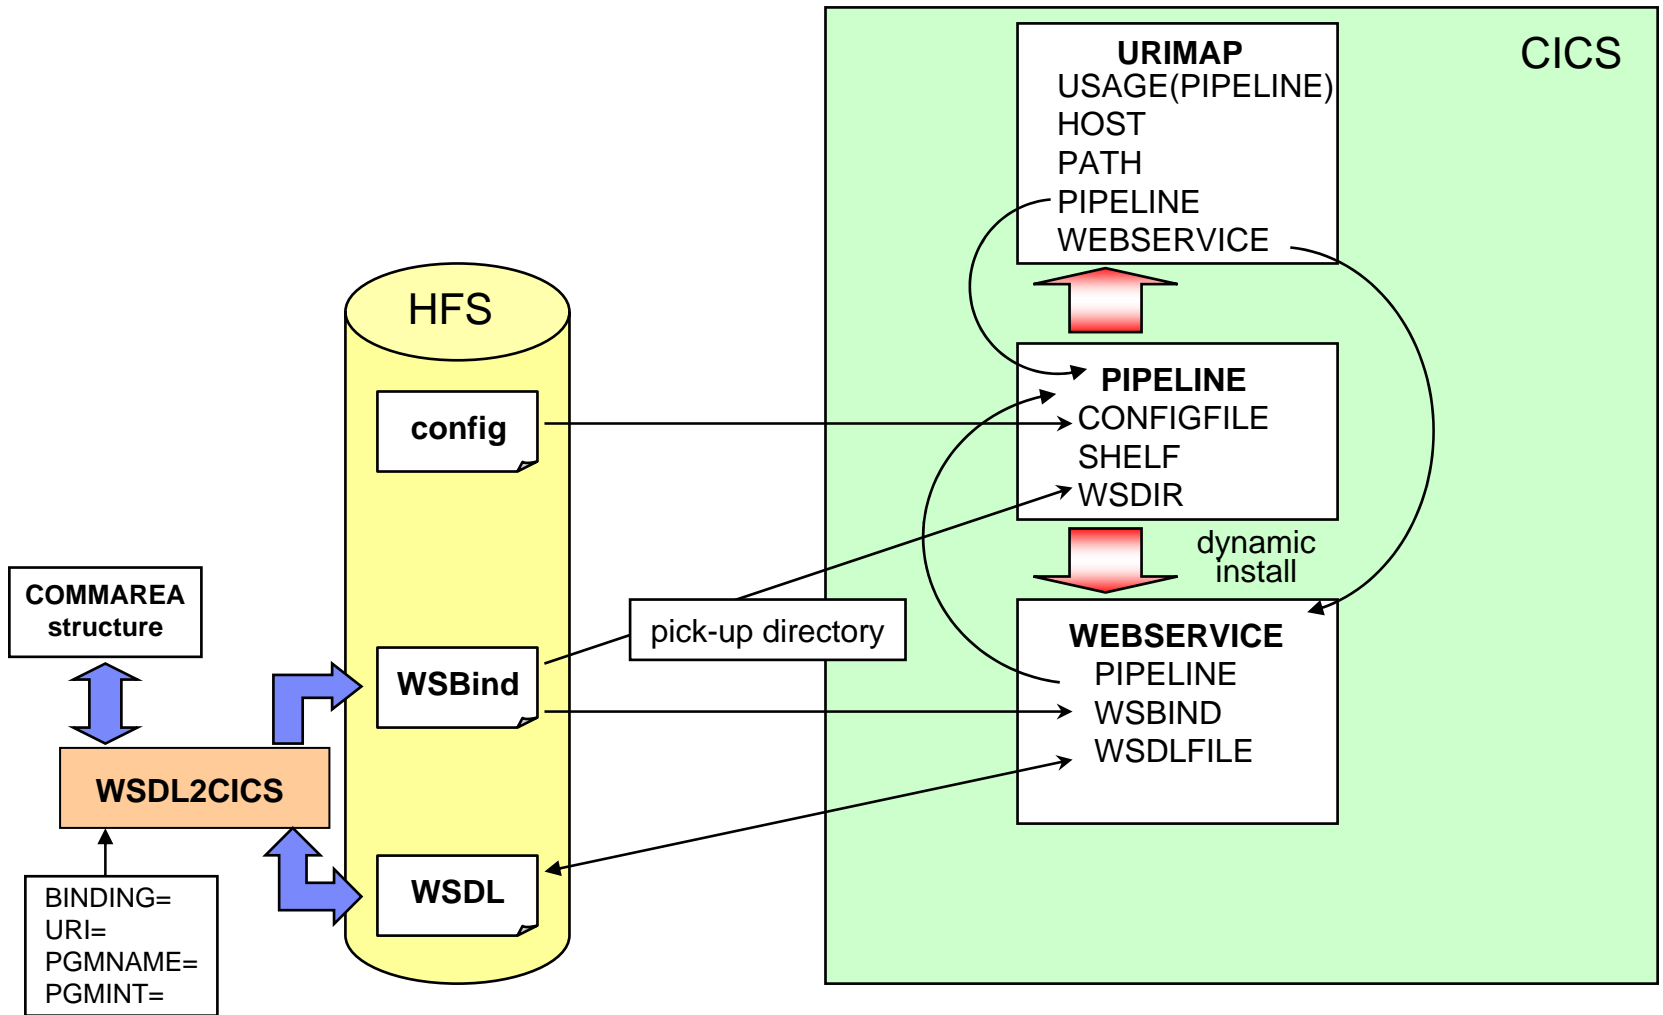 CICS
URIMAP
USAGE(PIPELINE)
HOST
PATH
PIPELINE
WEBSERVICE
HFS
config
PIPELINE
CONFIGFILE
SHELF
WSDIR
dynamic
install
COMMAREA
structure
pick-up directory
WSBind
WEBSERVICE
PIPELINE
WSBIND
WSDLFILE
WSDL2CICS
WSDL
BINDING=
URI=
PGMNAME=
PGMINT=